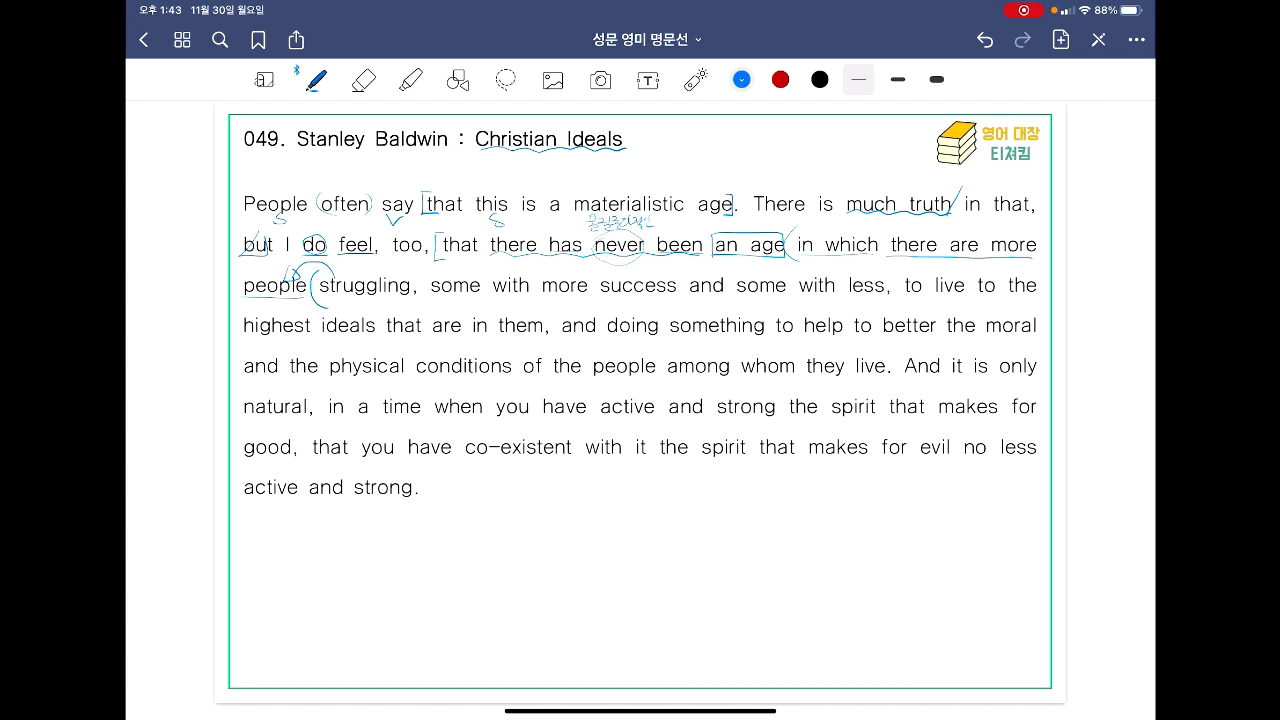 오후 1:43 11월 30일 월요일
88%
성문 영미 명문선
049. Stanley Baldwin : Christian Ideals
영어 대장
티쳐킴
People often say that this is a materialistic age. There is much truth in that,
S V S
but I do feel, too, that there has never been an age in which there are more
people struggling, some with more success and some with less, to live to the
highest ideals that are in them, and doing something to help to better the moral
and the physical conditions of the people among whom they live. And it is only
natural, in a time when you have active and strong the spirit that makes for
good, that you have co-existent with it the spirit that makes for evil no less
active and strong.